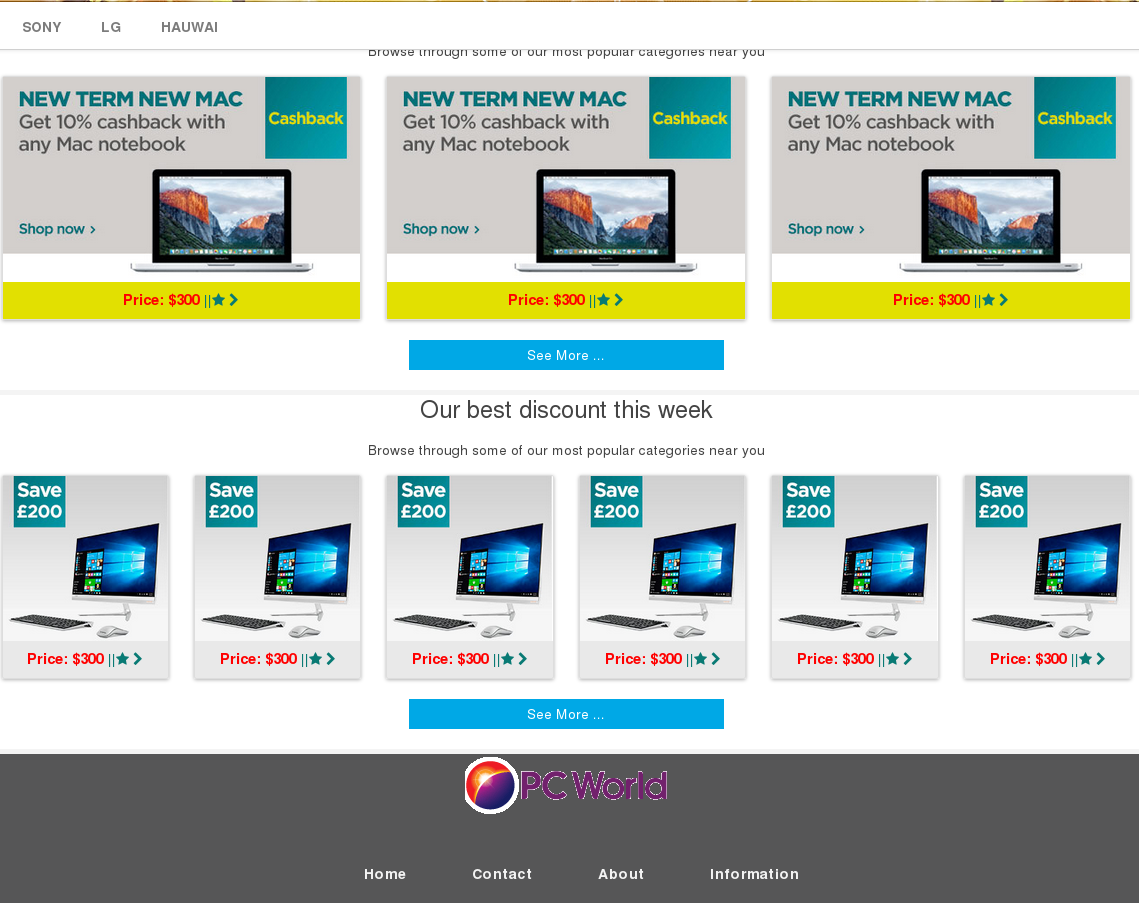 SONY LG HAUWAI
Browse through some of our most popular categories near you
NEW TERM NEW MAC
Get 10% cashback with
any Mac notebook
Cashback
Shop now >
Price: $300 ||
NEW TERM NEW MAC
Get 10% cashback with
any Mac notebook
Cashback
Shop now >
Price: $300 ||
NEW TERM NEW MAC
Get 10% cashback with
any Mac notebook
Cashback
Shop now >
Price: $300 ||
See More ...
Our best discount this week
Browse through some of our most popular categories near you
Save
£200
Price: $300 ||
Save
£200
Price: $300 ||
Save
£200
Price: $300 ||
Save
£200
Price: $300 ||
Save
£200
Price: $300 ||
Save
£200
Price: $300 ||
See More ...
PC World
Home Contact About Information